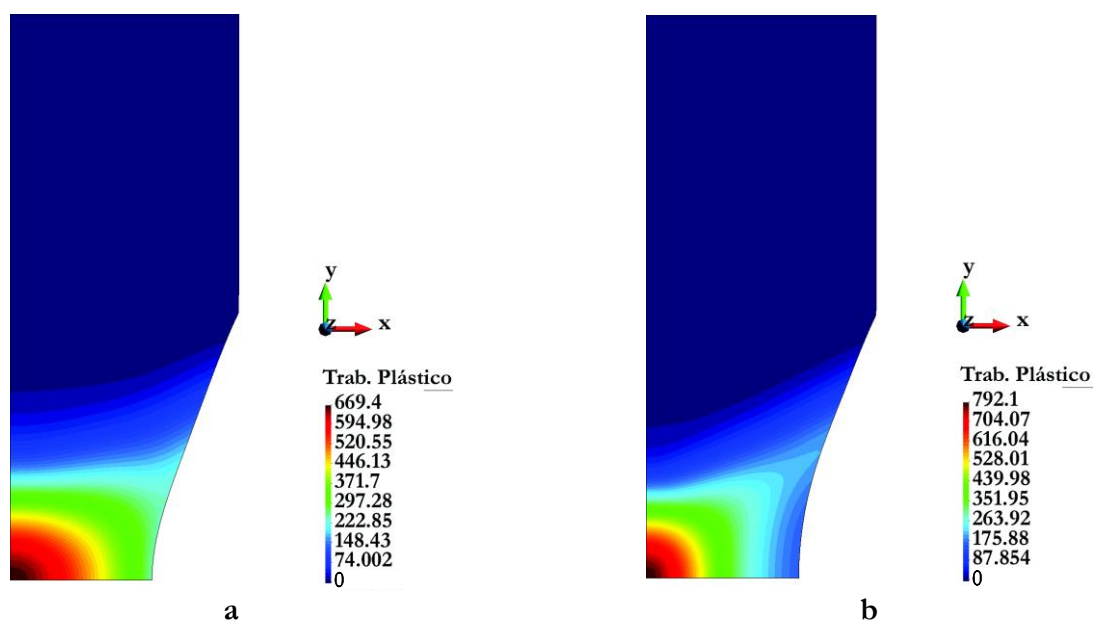 y
z x
Trab. Plástico
669.4
594.98
520.55
446.13
371.7
297.28
222.85
148.43
74.002
0
a
y
z x
Trab. Plástico
792.1
704.07
616.04
528.01
439.98
351.95
263.92
175.88
87.854
0
b